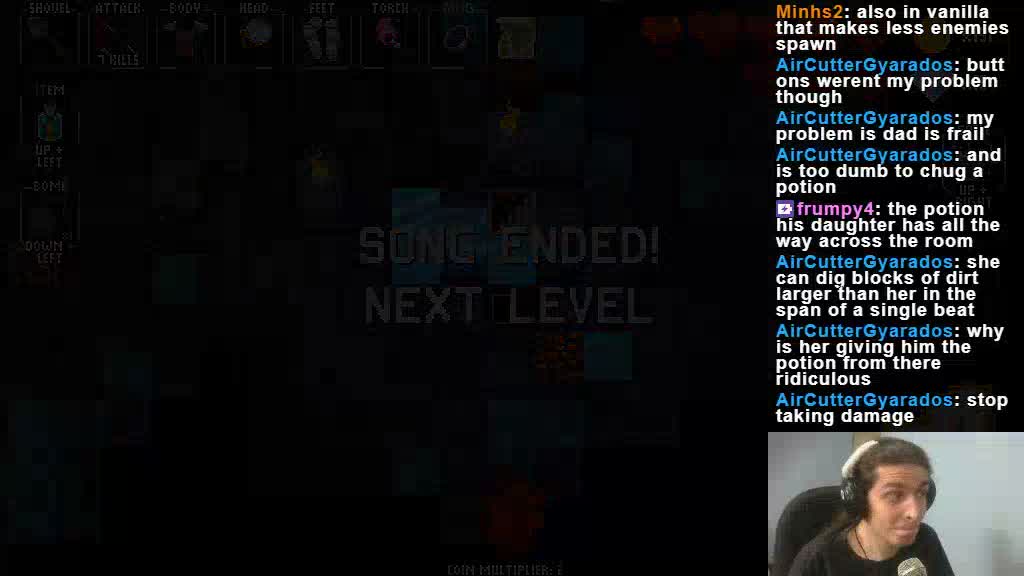 SHOVEL ATTACK -BODY- HEAD- FEET TORCH RING
7 KILLS
ITEM
UP +
LEFT
-BOMB
DOWN +
LEFT
UP +
RIGHT
SONG ENDED!
NEXT LEVEL
COIN MULTIPLIER:
Minhs2: also in vanilla
that makes less enemies
spawn
AirCutterGyarados: butt
ons werent my problem
though
AirCutterGyarados: my
problem is dad is frail
AirCutterGyarados: and
is too dumb to chug a
potion
frumpy4: the potion
his daughter has all the
way across the room
AirCutterGyarados: she
can dig blocks of dirt
larger than her in the
span of a single beat
AirCutterGyarados: why
is her giving him the
potion from there
ridiculous
AirCutterGyarados: stop
taking damage